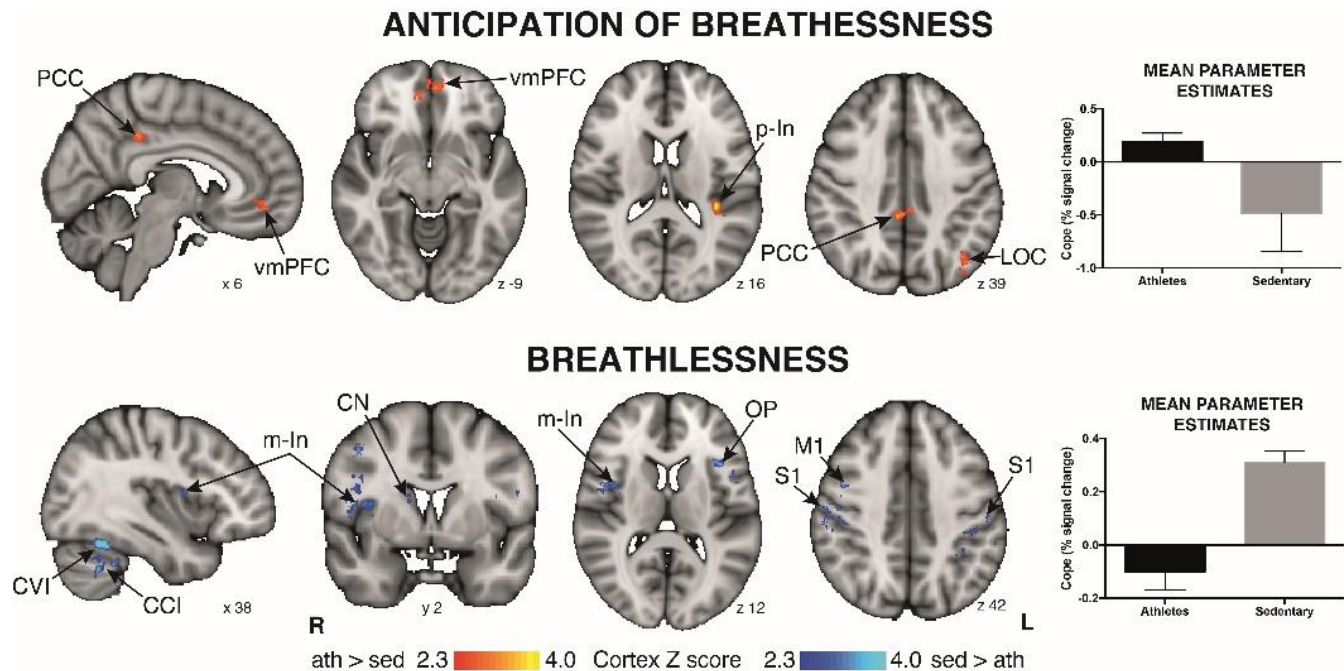 ANTICIPATION OF BREATHESSNESS
PCC
vmPFC
x 6
vmPFC
z -9
p-In
z 16
PCC
LOC
z 39
MEAN PARAMETER
ESTIMATES
Cope (% signal change)
0.5
0.0
-0.5
-1.0
Athletes
Sedentary
BREATHLESSNESS
m-In
CVI
CCI
x 38
CN
y 2
m-In
OP
z 12
M1
S1
S1
z 42
MEAN PARAMETER
ESTIMATES
Cope (% signal change)
0.4
0.2
0.0
-0.2
Athletes
Sedentary
R
L
ath > sed 2.3 4.0 Cortex Z score 2.3 4.0 sed > ath